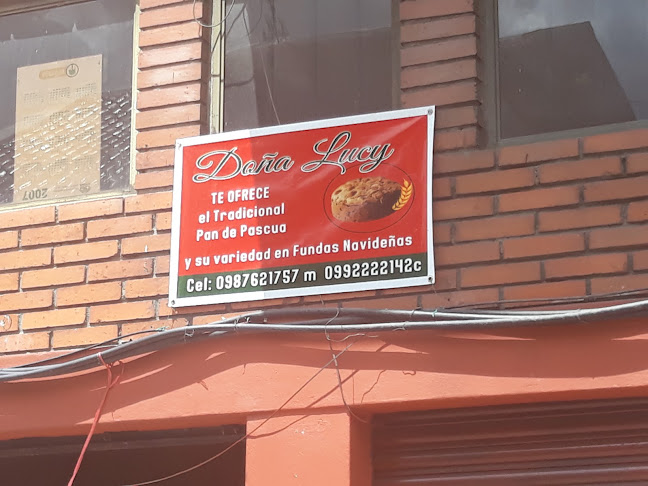 Doña Lucy
TE OFRECE
el Tradicional
Pan de Pascua
y su variedad en Fundas Navideñas
Cel: 0987621757 m 0992222142c
2007